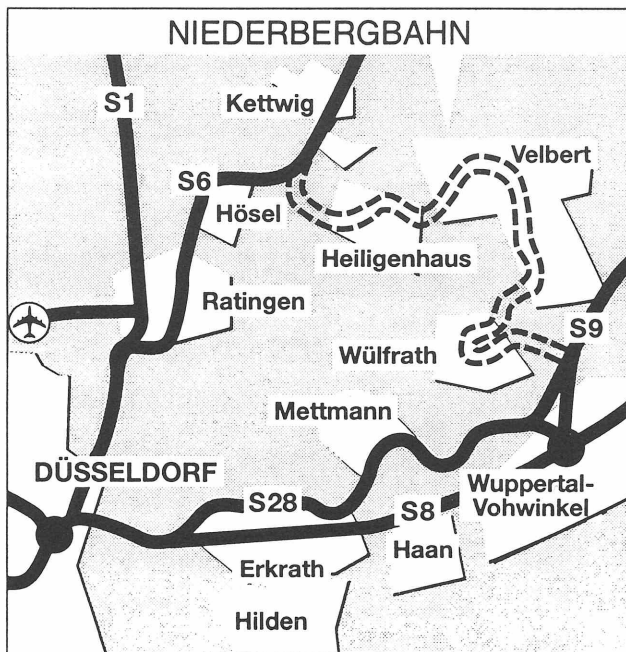 NIEDERBERGBAHN
S1
Kettwig
Velbert
S6
Hösel
Heiligenhaus
Ratingen
S9
Wülfrath
Mettmann
DÜSSELDORF
Wuppertal-
Vohwinkel
S28
S8
Haan
Erkrath
Hilden